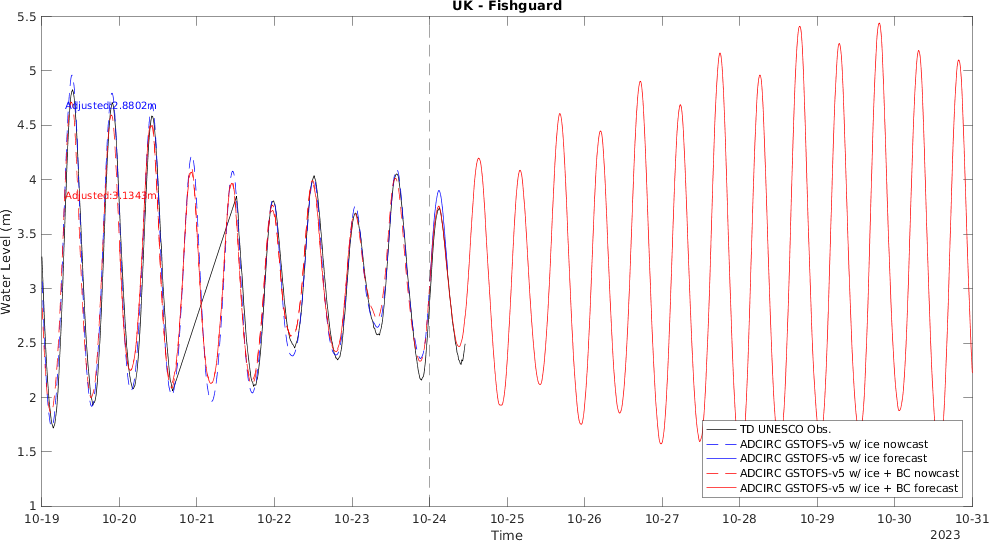 UK - Fishguard
5.5
5
4.5
4
3.5
3
2.5
2
1.5
1
Water Level (m)
Adjusted:2.8802m
Adjusted:3.1343m
TD UNESCO Obs.
ADCIRC GSTOFS-v5 w/ ice nowcast
ADCIRC GSTOFS-v5 w/ ice forecast
ADCIRC GSTOFS-v5 w/ ice + BC nowcast
ADCIRC GSTOFS-v5 w/ ice + BC forecast
10-19 10-20 10-21 10-22 10-23 10-24 10-25 10-26 10-27 10-28 10-29 10-30 10-31
Time
2023